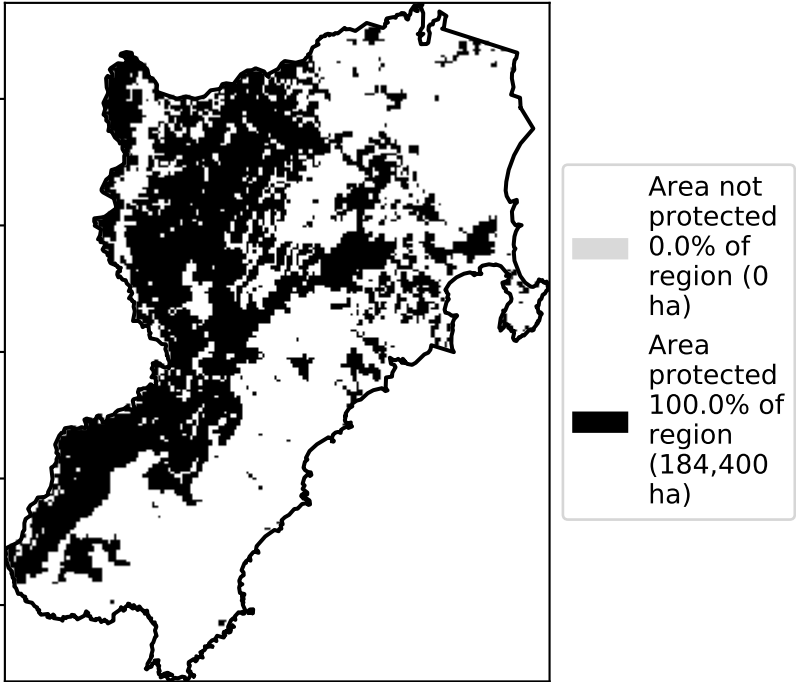 Area not
protected
0.0% of
region (0
ha)
Area
protected
100.0% of
region
(184,400
ha)